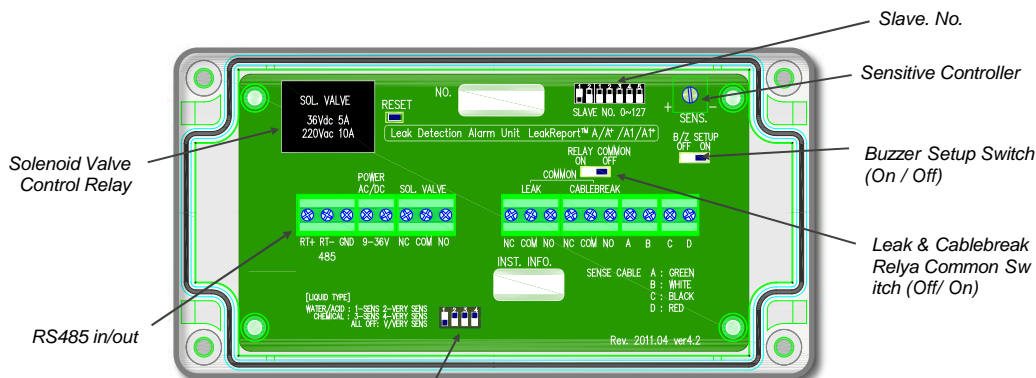 Slave. No.
Sensitive Controller
Buzzer Setup Switch
(On / Off)
Leak & Cablebreak
Relya Common Sw
itch (Off/ On)
Solenoid Valve
Control Relay
RS485 in/out
SOL. VALVE
36Vdc 5A
220Vac 10A
RESET
NO.
SLAVE NO. 0~127
+ −
SENS.
Leak Detection Alarm Unit LeakReport™ A/A+ /A1/A1+
B/Z SETUP
OFF ON
RELAY COMMON
ON OFF
COMMON
LEAK CABLEBREAK
POWER
AC/DC SOL. VALVE
RT+ RT- GND 9-36V NC COM NO
485
NC COM NO NC COM NO A B C D
INST. INFO.
SENSE CABLE A : GREEN
B : WHITE
C : BLACK
D : RED
[LIQUID TYPE]
WATER/ACID : 1-SENS 2-VERY SENS
CHEMICAL : 3-SENS 4-VERY SENS
ALL OFF: V/VERY SENS
1 2 3 4
Rev. 2011.04 ver4.2